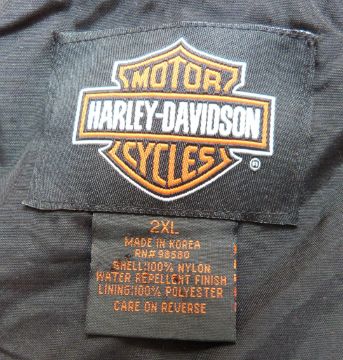 MOTOR
HARLEY-DAVIDSON
CYCLES
®
2XL
MADE IN KOREA
RN# 98580
SHELL:100% NYLON
WATER REPELLENT FINISH
LINING:100% POLYESTER
CARE ON REVERSE